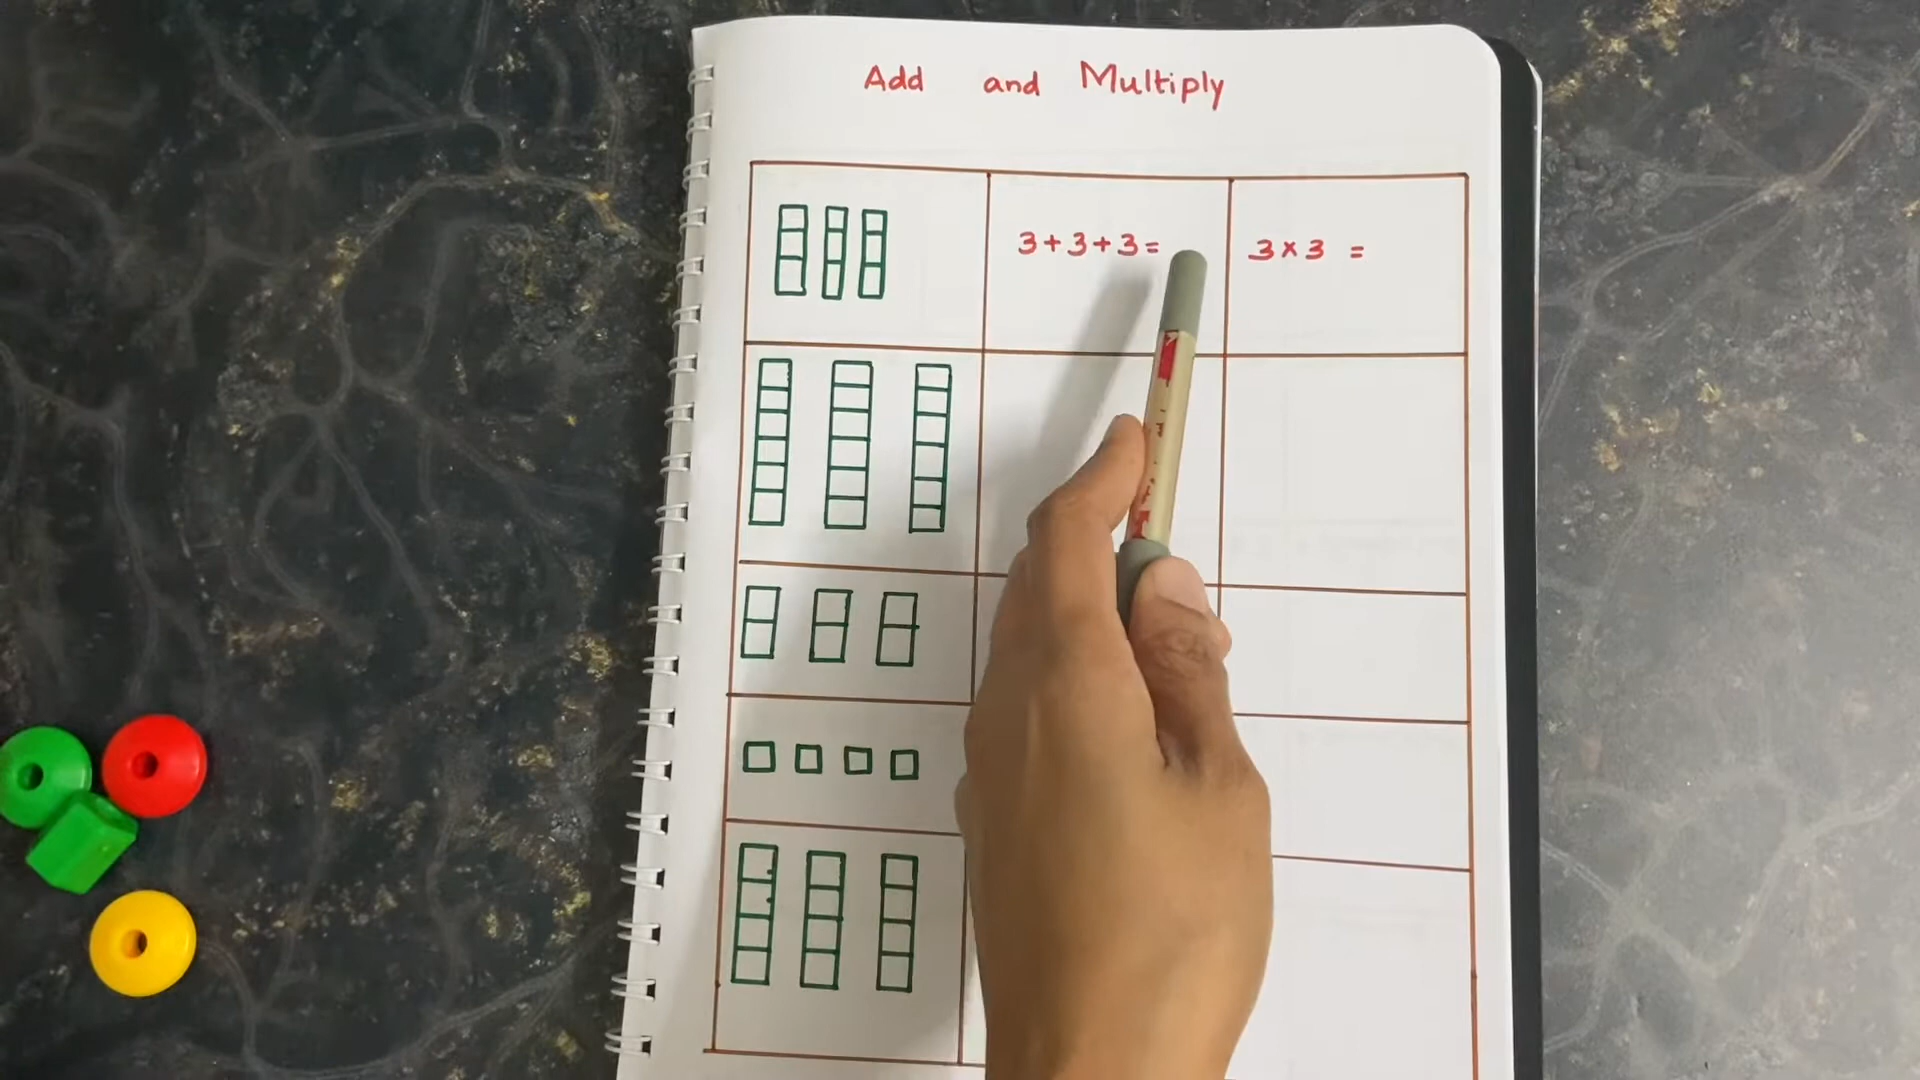 Add and Multiply
3+3+3= 3×3 =